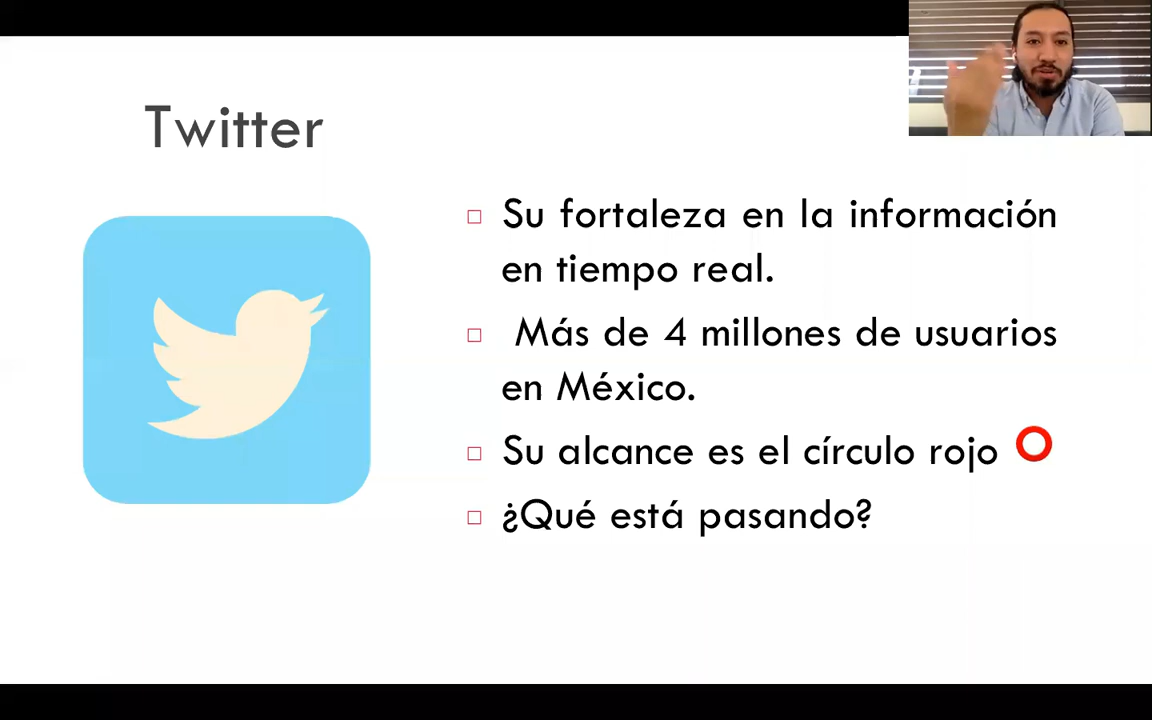 Twitter
Su fortaleza en la información
en tiempo real.
Más de 4 millones de usuarios
en México.
Su alcance es el círculo rojo
¿Qué está pasando?